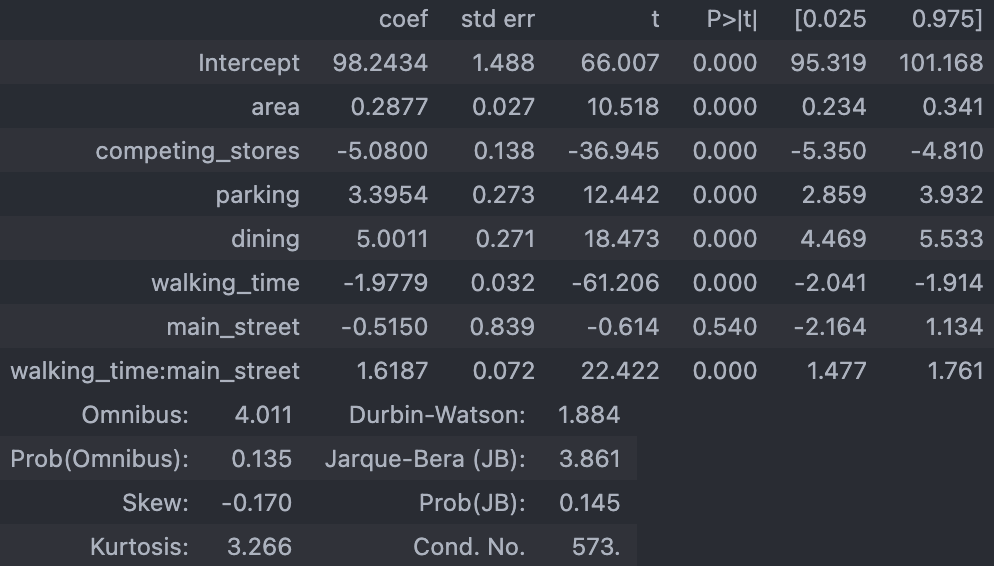 coef std err t P>|t| [0.025 0.975]
Intercept 98.2434 1.488 66.007 0.000 95.319 101.168
area 0.2877 0.027 10.518 0.000 0.234 0.341
competing_stores -5.0800 0.138 -36.945 0.000 -5.350 -4.810
parking 3.3954 0.273 12.442 0.000 2.859 3.932
dining 5.0011 0.271 18.473 0.000 4.469 5.533
walking_time -1.9779 0.032 -61.206 0.000 -2.041 -1.914
main_street -0.5150 0.839 -0.614 0.540 -2.164 1.134
walking_time:main_street 1.6187 0.072 22.422 0.000 1.477 1.761
Omnibus: 4.011 Durbin-Watson: 1.884
Prob(Omnibus): 0.135 Jarque-Bera (JB): 3.861
Skew: -0.170 Prob(JB): 0.145
Kurtosis: 3.266 Cond. No. 573.